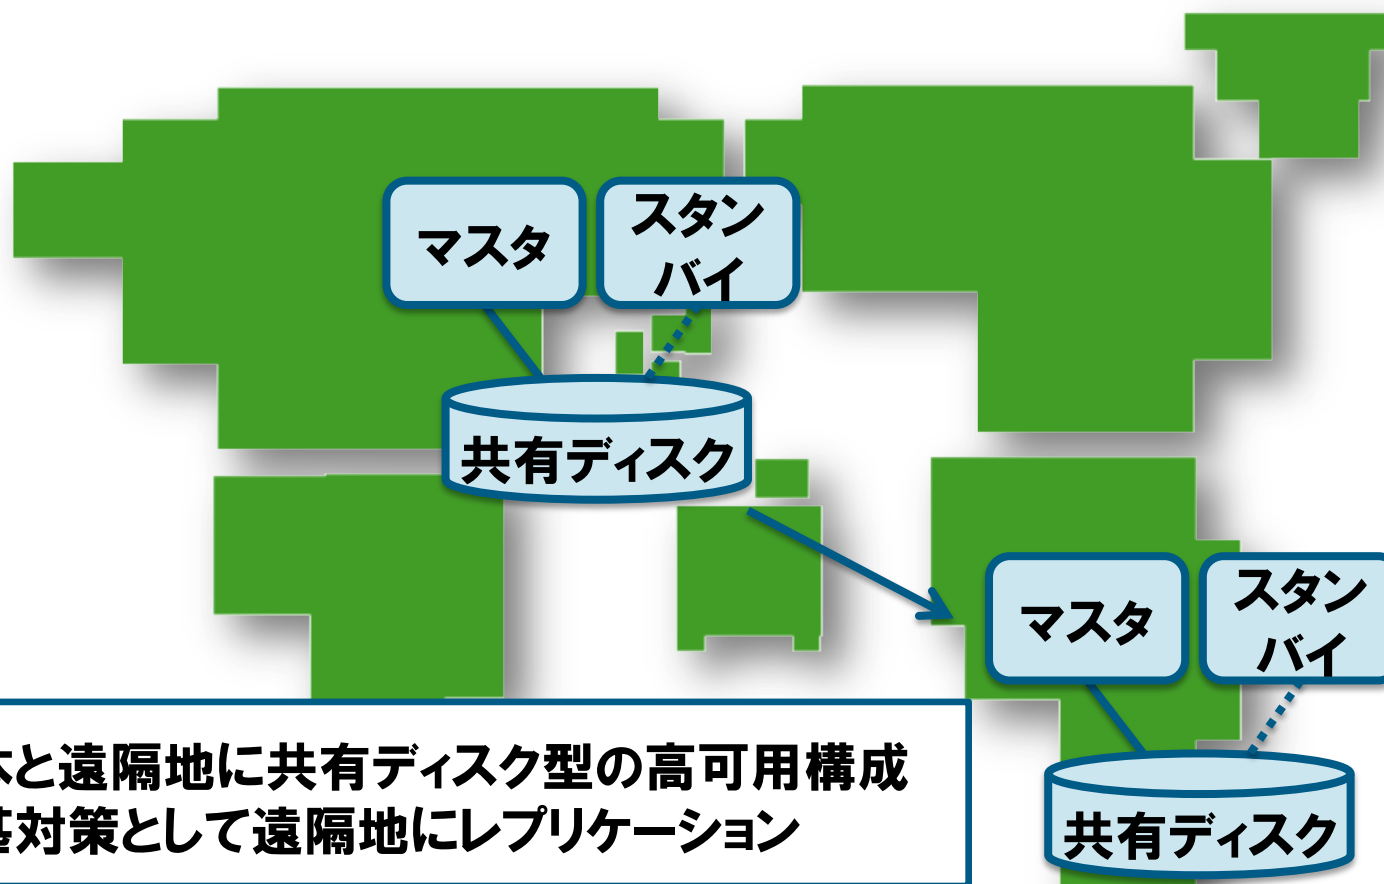 マスタ
スタン
バイ
共有ディスク
マスタ
スタン
バイ
共有ディスク
と遠隔地に共有ディスク型の高可用構成
対策として遠隔地にレプリケーション